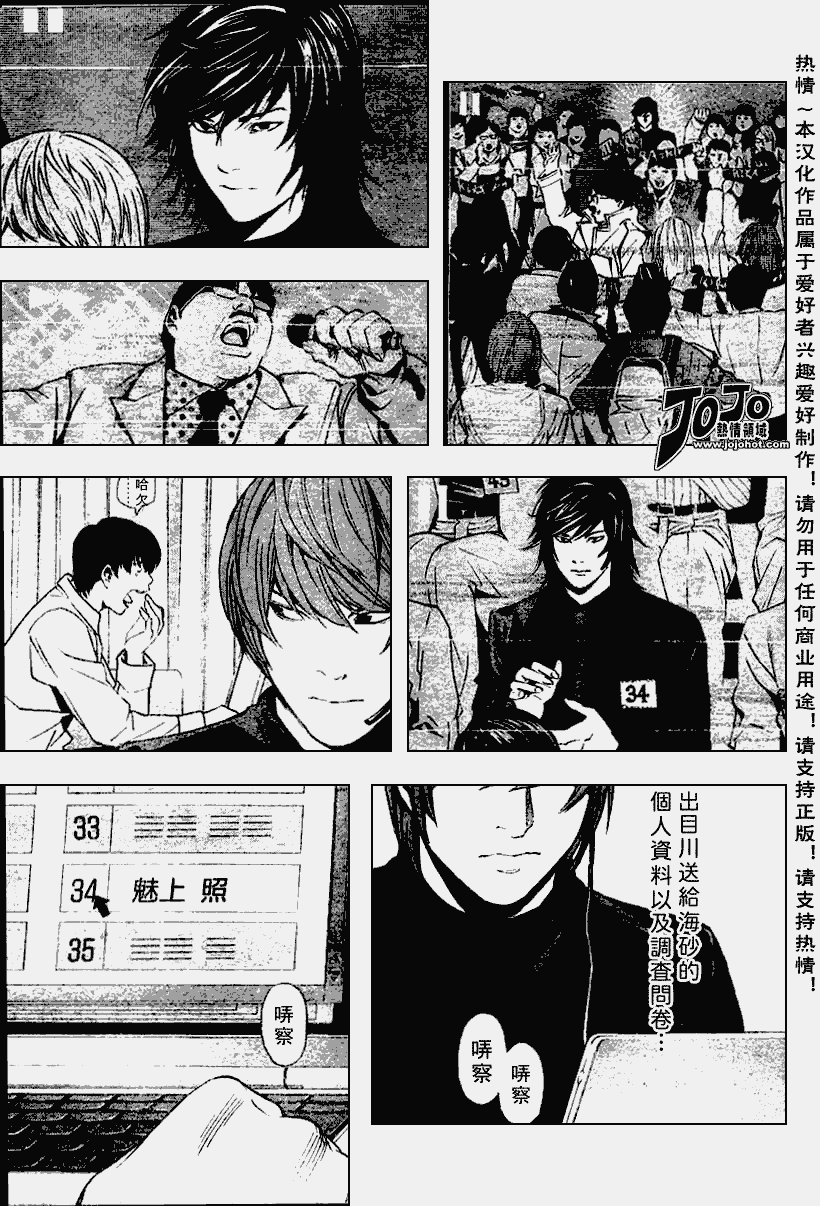 热情～本汉化作品属于爱好者兴趣爱好制作！请勿用于任何商业用途！请支持正版！请支持热情！
JOJO
熱情領域
www.jojohot.com
哈欠…
43
34
出目川送給海砂的
個人資料以及調查問卷…
哢察
哢察
33
34 魅上 照
35
哢察